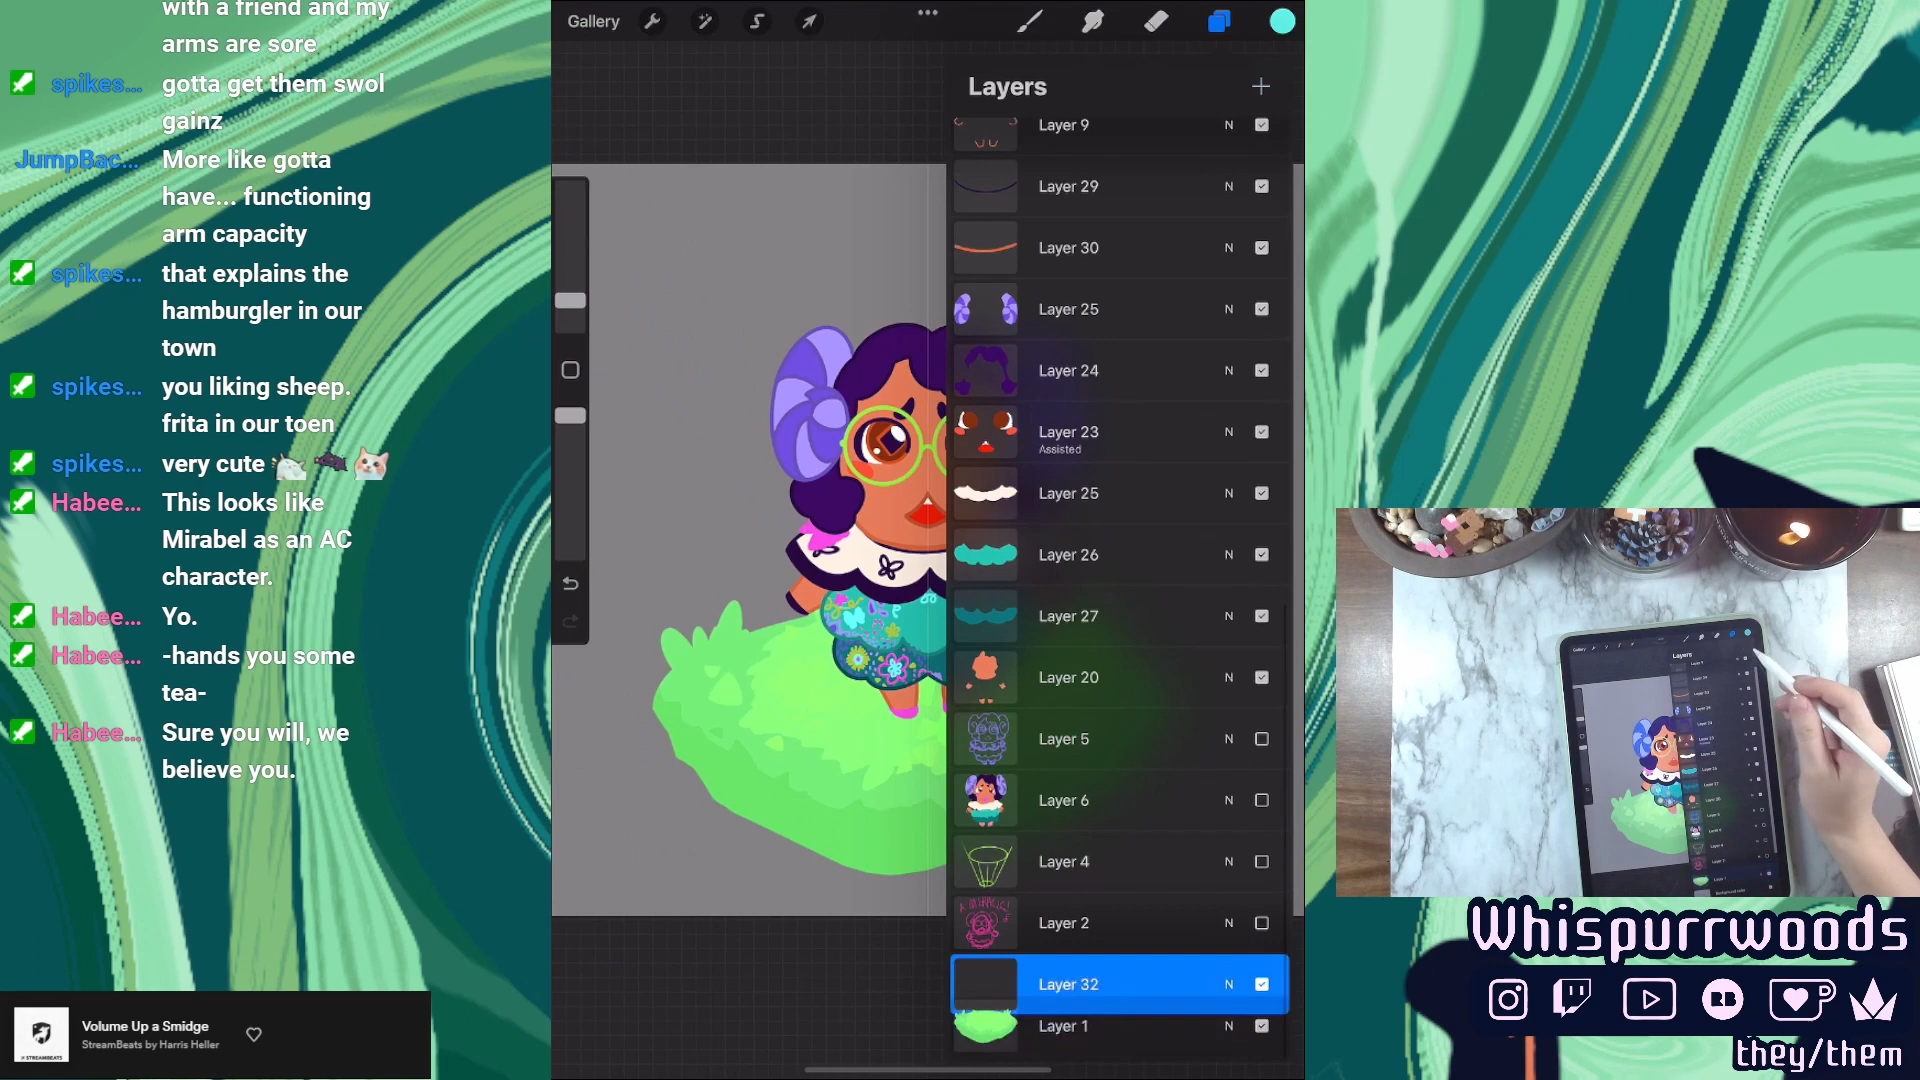 with a friend and my
arms are sore
spikes... gotta get them swol
gainz
JumpBac... More like gotta
have... functioning
arm capacity
spikes... that explains the
hamburgler in our
town
spikes... you liking sheep.
frita in our toen
spikes... very cute
Habee... This looks like
Mirabel as an AC
character.
Habee... Yo.
Habee... -hands you some
tea-
Habee... Sure you will, we
believe you.
STREAMBEATS
Volume Up a Smidge
StreamBeats by Harris Heller
Gallery
Layers
Layer 9 N
Layer 29 N
Layer 30 N
Layer 25 N
Layer 24 N
Layer 23 N
Assisted
Layer 25 N
Layer 26 N
Layer 27 N
Layer 20 N
Layer 5 N
Layer 6 N
Layer 4 N
Layer 2 N
Layer 32 N
Layer 1 N
Layers
Whispurrwoods
RB
they/them